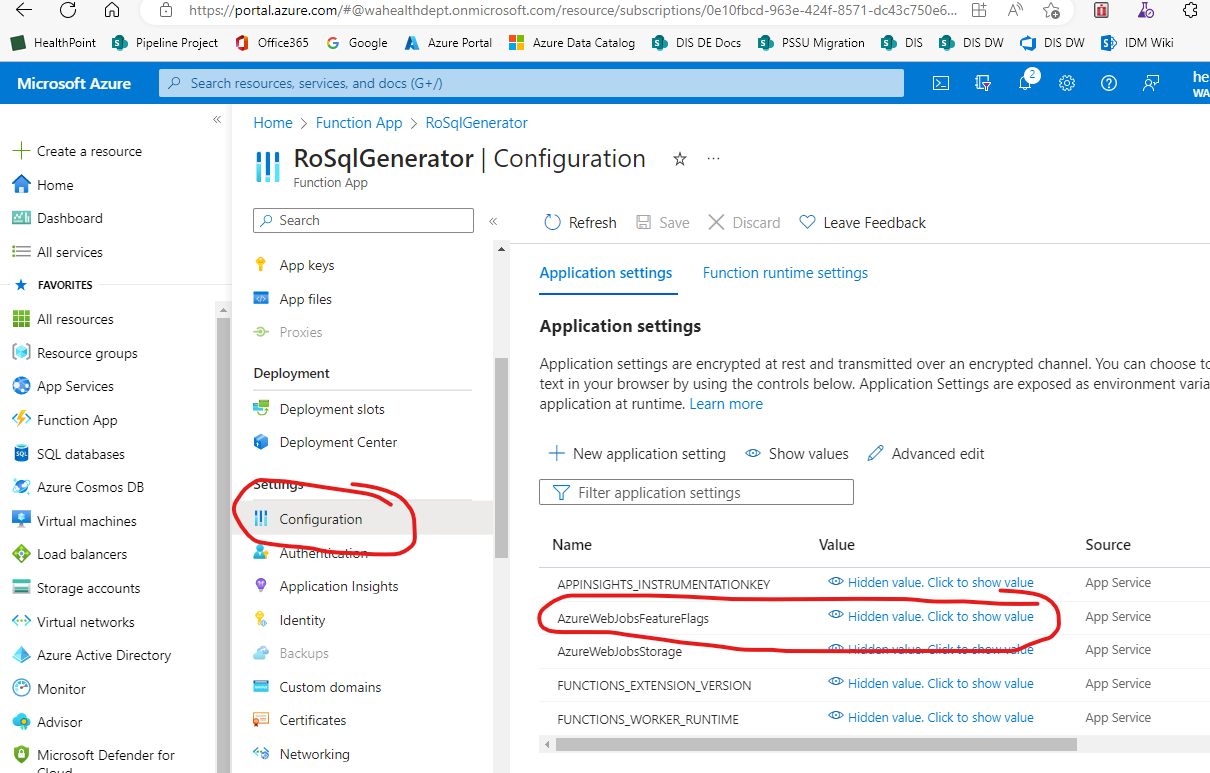 https://portal.azure.com/#@wahealthdept.onmicrosoft.com/resource/subscriptions/0e10fbcd-963e-424f-8571-dc43c750e6...
HealthPoint Pipeline Project Office365 Google Azure Portal Azure Data Catalog DIS DE Docs PSSU Migration DIS DIS DW DIS DW IDM Wiki
Microsoft Azure
Search resources, services, and docs (G+/)
2
he
WA
Create a resource
Home
Dashboard
All services
FAVORITES
All resources
Resource groups
App Services
Function App
SQL databases
Azure Cosmos DB
Virtual machines
Load balancers
Storage accounts
Virtual networks
Azure Active Directory
Monitor
Advisor
Microsoft Defender for
Cloud
Home > Function App > RoSqlGenerator
RoSqlGenerator | Configuration
Function App
Search
App keys
App files
Proxies
Deployment
Deployment slots
Deployment Center
Settings
Configuration
Authentication
Application Insights
Identity
Backups
Custom domains
Certificates
Networking
Refresh Save Discard Leave Feedback
Application settings Function runtime settings
Application settings
Application settings are encrypted at rest and transmitted over an encrypted channel. You can choose to
text in your browser by using the controls below. Application Settings are exposed as environment varia
application at runtime. Learn more
New application setting Show values Advanced edit
Filter application settings
Name Value Source
APPINSIGHTS_INSTRUMENTATIONKEY Hidden value. Click to show value App Service
AzureWebJobsFeatureFlags Hidden value. Click to show value App Service
AzureWebJobsStorage Hidden value. Click to show value App Service
FUNCTIONS_EXTENSION_VERSION Hidden value. Click to show value App Service
FUNCTIONS_WORKER_RUNTIME Hidden value. Click to show value App Service